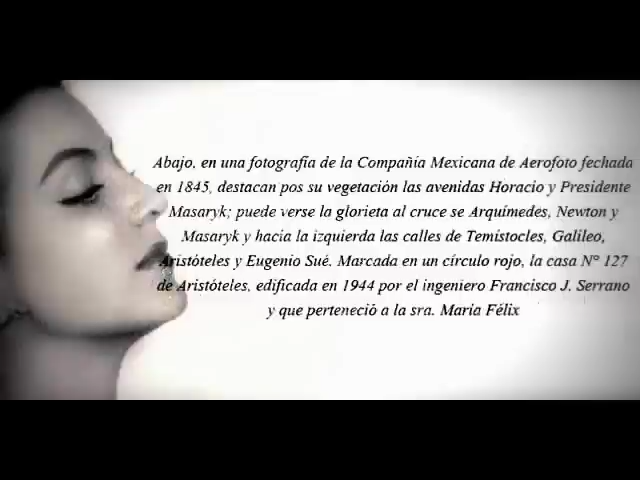 Abajo, en una fotografía de la Compañía Mexicana de Aerofoto fechada
en 1845, destacan pos su vegetación las avenidas Horacio y Presidente
Masaryk; puede verse la glorieta al cruce se Arquímedes, Newton y
Masaryk y hacia la izquierda las calles de Temístocles, Galileo,
Aristóteles y Eugenio Sué. Marcada en un círculo rojo, la casa N° 127
de Aristóteles, edificada en 1944 por el ingeniero Francisco J. Serrano
y que perteneció a la sra. María Félix